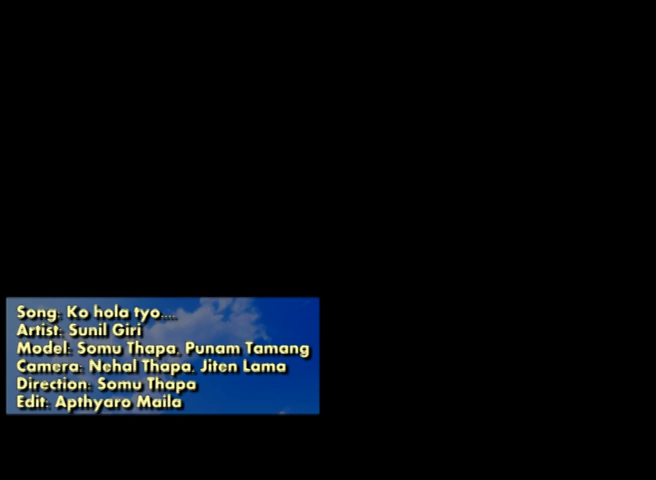 Song: Ko hola tyo....
Artist: Sunil Giri
Model: Somu Thapa, Punam Tamang
Camera: Nehal Thapa, Jiten Lama
Direction: Somu Thapa
Edit: Apthyaro Maila